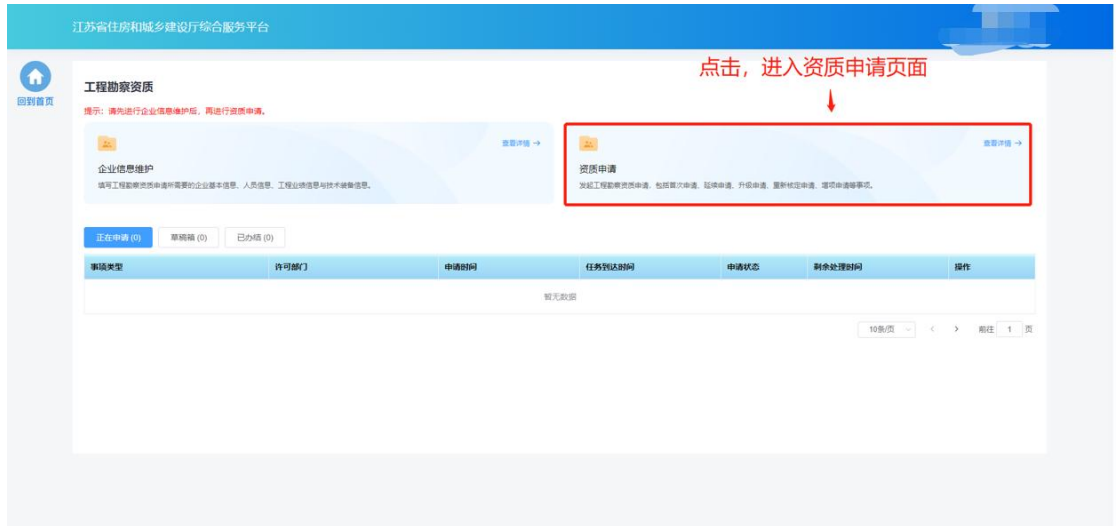 江苏省住房和城乡建设厅综合服务平台
点击，进入资质申请页面
回到首页
工程勘察资质
提示：请先进行企业信息维护后，再进行资质申请。
查看详情 →
查看详情 →
企业信息维护
资质申请
填写工程勘察资质申请所需要的企业基本信息、人员信息、工程业绩信息与技术装备信息。
发起工程勘察资质申请，包括首次申请、延续申请、升级申请、重新核定申请、增项申请等事项。
正在申请 (0) 草稿箱 (0) 已办结 (0)
事项类型 许可部门 申请时间 任务到达时间 申请状态 剩余处理时间 操作
暂无数据
10条/页 < > 前往 1 页